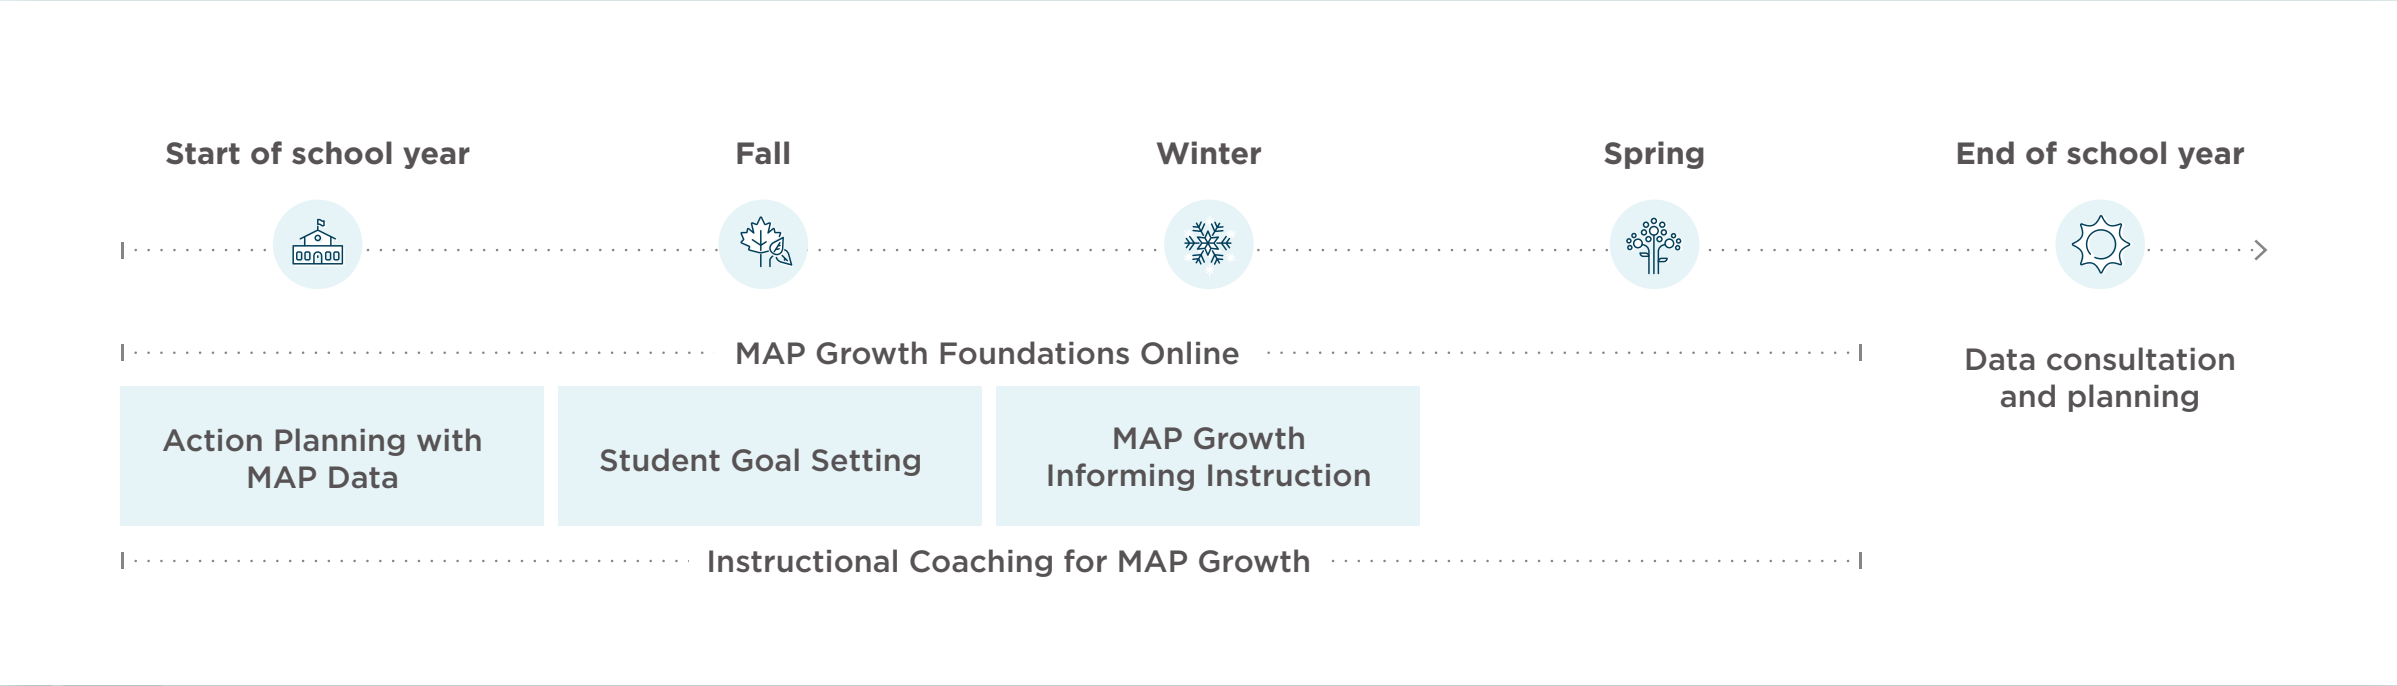 Start of school year
Fall
Winter
Spring
End of school year
MAP Growth Foundations Online
Data consultation
and planning
Action Planning with
MAP Data
Student Goal Setting
MAP Growth
Informing Instruction
Instructional Coaching for MAP Growth